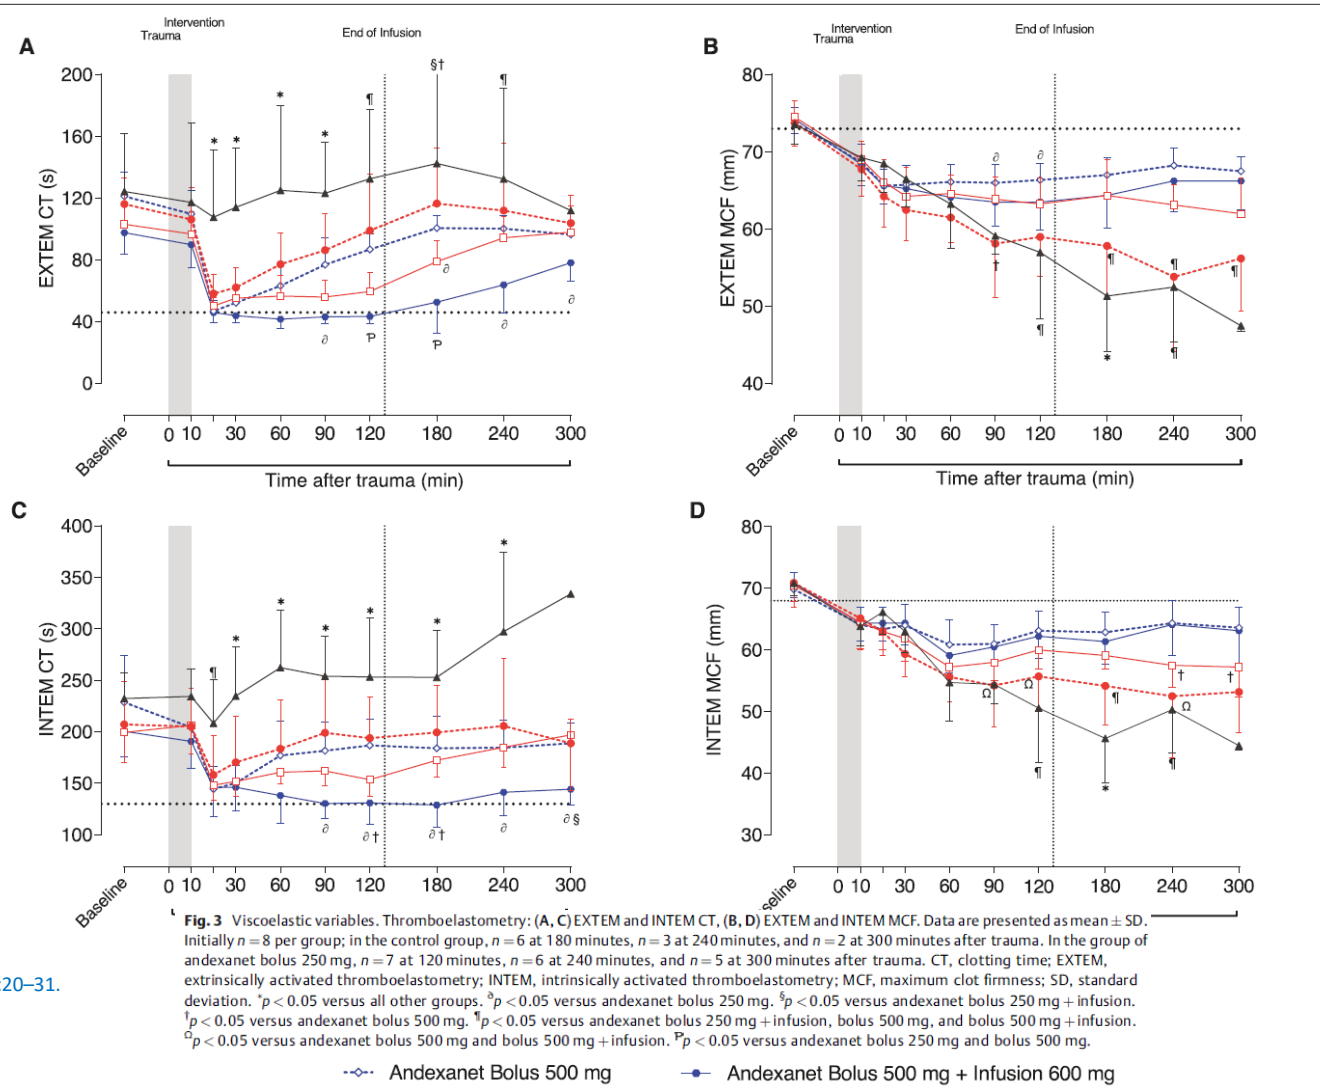 Intervention
Trauma
End of Infusion
A
200
160
120
80
40
0
EXTEM CT (s)
* * * * ¶ §† ¶
∂ Ᵽ Ᵽ ∂ ∂ ∂
Baseline 0 10 30 60 90 120 180 240 300
Time after trauma (min)
Intervention
Trauma
End of Infusion
B
80
70
60
50
40
EXTEM MCF (mm)
∂ ∂
† ¶ ¶ ¶
¶ * ¶
Baseline 0 10 30 60 90 120 180 240 300
Time after trauma (min)
C
400
350
300
250
200
150
100
INTEM CT (s)
¶ * * * * * *
∂ ∂† ∂† ∂ ∂§
Baseline 0 10 30 60 90 120 180 240 300
D
80
70
60
50
40
30
INTEM MCF (mm)
Ω Ω ¶ † Ω †
¶ * ¶
0 10 30 60 90 120 180 240 300
Fig. 3 Viscoelastic variables. Thromboelastometry: (A, C) EXTEM and INTEM CT, (B, D) EXTEM and INTEM MCF. Data are presented as mean ± SD.
Initially n = 8 per group; in the control group, n = 6 at 180 minutes, n = 3 at 240 minutes, and n = 2 at 300 minutes after trauma. In the group of
andexanet bolus 250 mg, n = 7 at 120 minutes, n = 6 at 240 minutes, and n = 5 at 300 minutes after trauma. CT, clotting time; EXTEM,
extrinsically activated thromboelastometry; INTEM, intrinsically activated thromboelastometry; MCF, maximum clot firmness; SD, standard
deviation. *p < 0.05 versus all other groups. ∂p < 0.05 versus andexanet bolus 250 mg. §p < 0.05 versus andexanet bolus 250 mg + infusion.
†p < 0.05 versus andexanet bolus 500 mg. ¶p < 0.05 versus andexanet bolus 250 mg + infusion, bolus 500 mg, and bolus 500 mg + infusion.
Ωp < 0.05 versus andexanet bolus 500 mg and bolus 500 mg + infusion. Ᵽp < 0.05 versus andexanet bolus 250 mg and bolus 500 mg.
20–31.
Andexanet Bolus 500 mg
Andexanet Bolus 500 mg + Infusion 600 mg